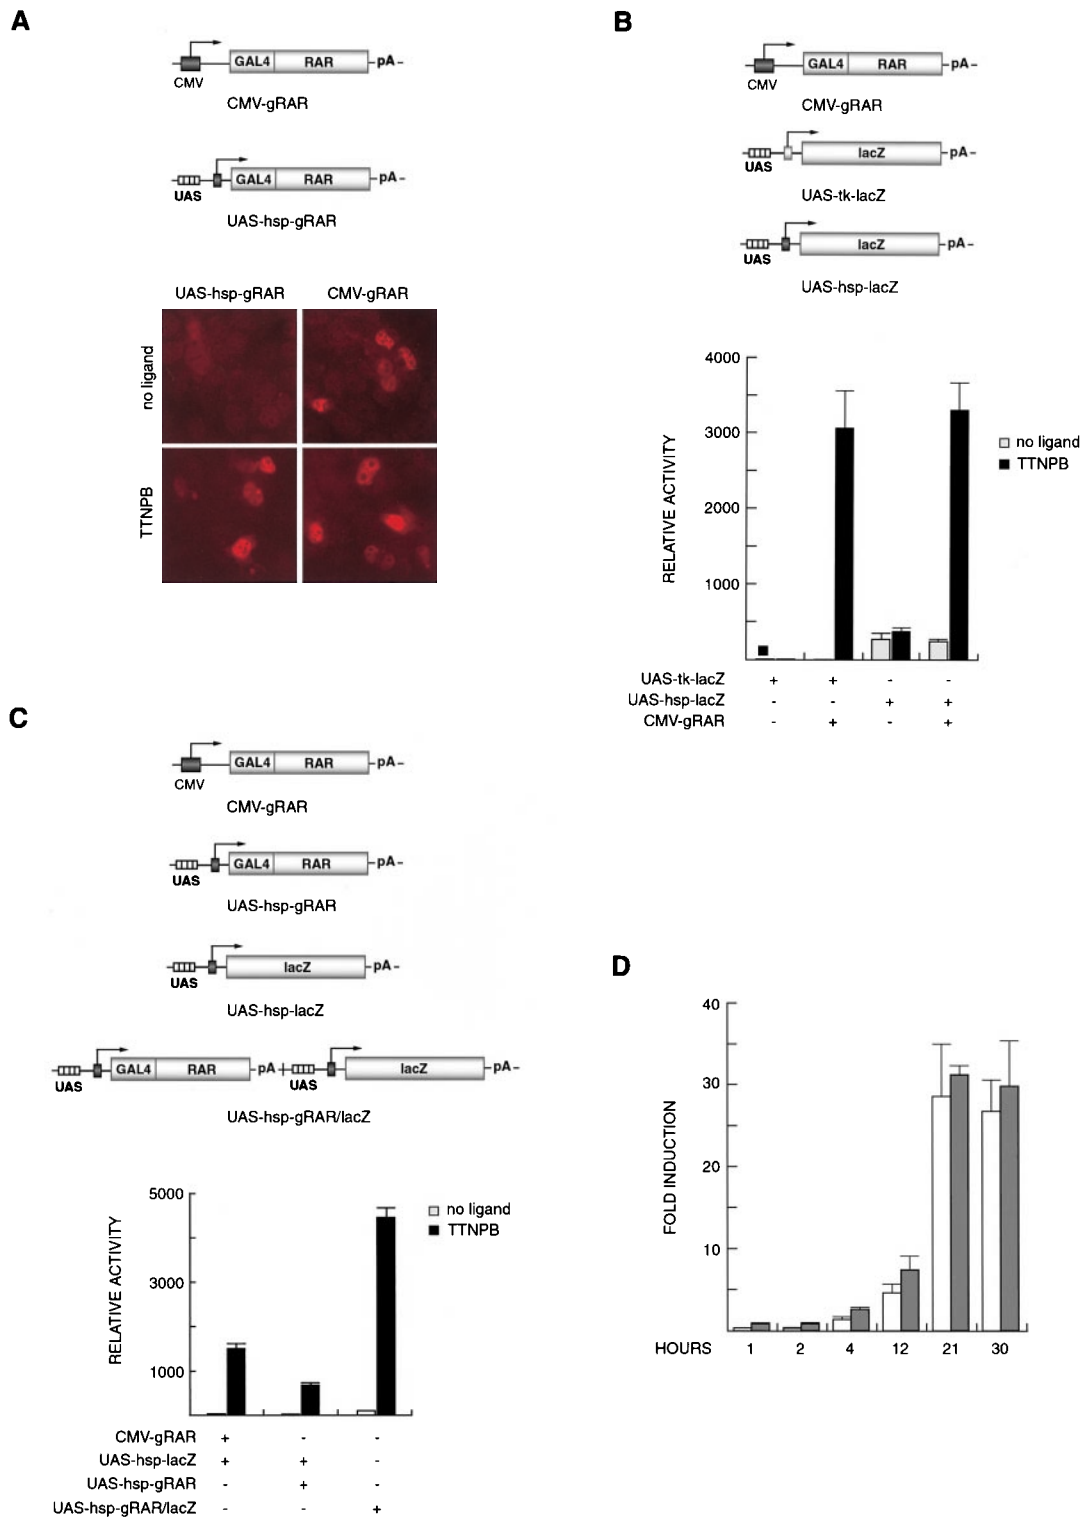 A
GAL4 RAR pA
CMV
CMV-gRAR
GAL4 RAR pA
UAS
UAS-hsp-gRAR
UAS-hsp-gRAR CMV-gRAR
no ligand
TTNPB
B
GAL4 RAR pA
CMV
CMV-gRAR
lacZ pA
UAS
UAS-tk-lacZ
lacZ pA
UAS
UAS-hsp-lacZ
4000
3000
2000
1000
RELATIVE ACTIVITY
no ligand
TTNPB
UAS-tk-lacZ + + - -
UAS-hsp-lacZ - - + +
CMV-gRAR - + - +
C
GAL4 RAR pA
CMV
CMV-gRAR
GAL4 RAR pA
UAS
UAS-hsp-gRAR
lacZ pA
UAS
UAS-hsp-lacZ
GAL4 RAR pA lacZ pA
UAS UAS
UAS-hsp-gRAR/lacZ
5000
3000
1000
RELATIVE ACTIVITY
no ligand
TTNPB
CMV-gRAR + - -
UAS-hsp-lacZ + + -
UAS-hsp-gRAR - + -
UAS-hsp-gRAR/lacZ - - +
D
40
30
20
10
FOLD INDUCTION
HOURS 1 2 4 12 21 30